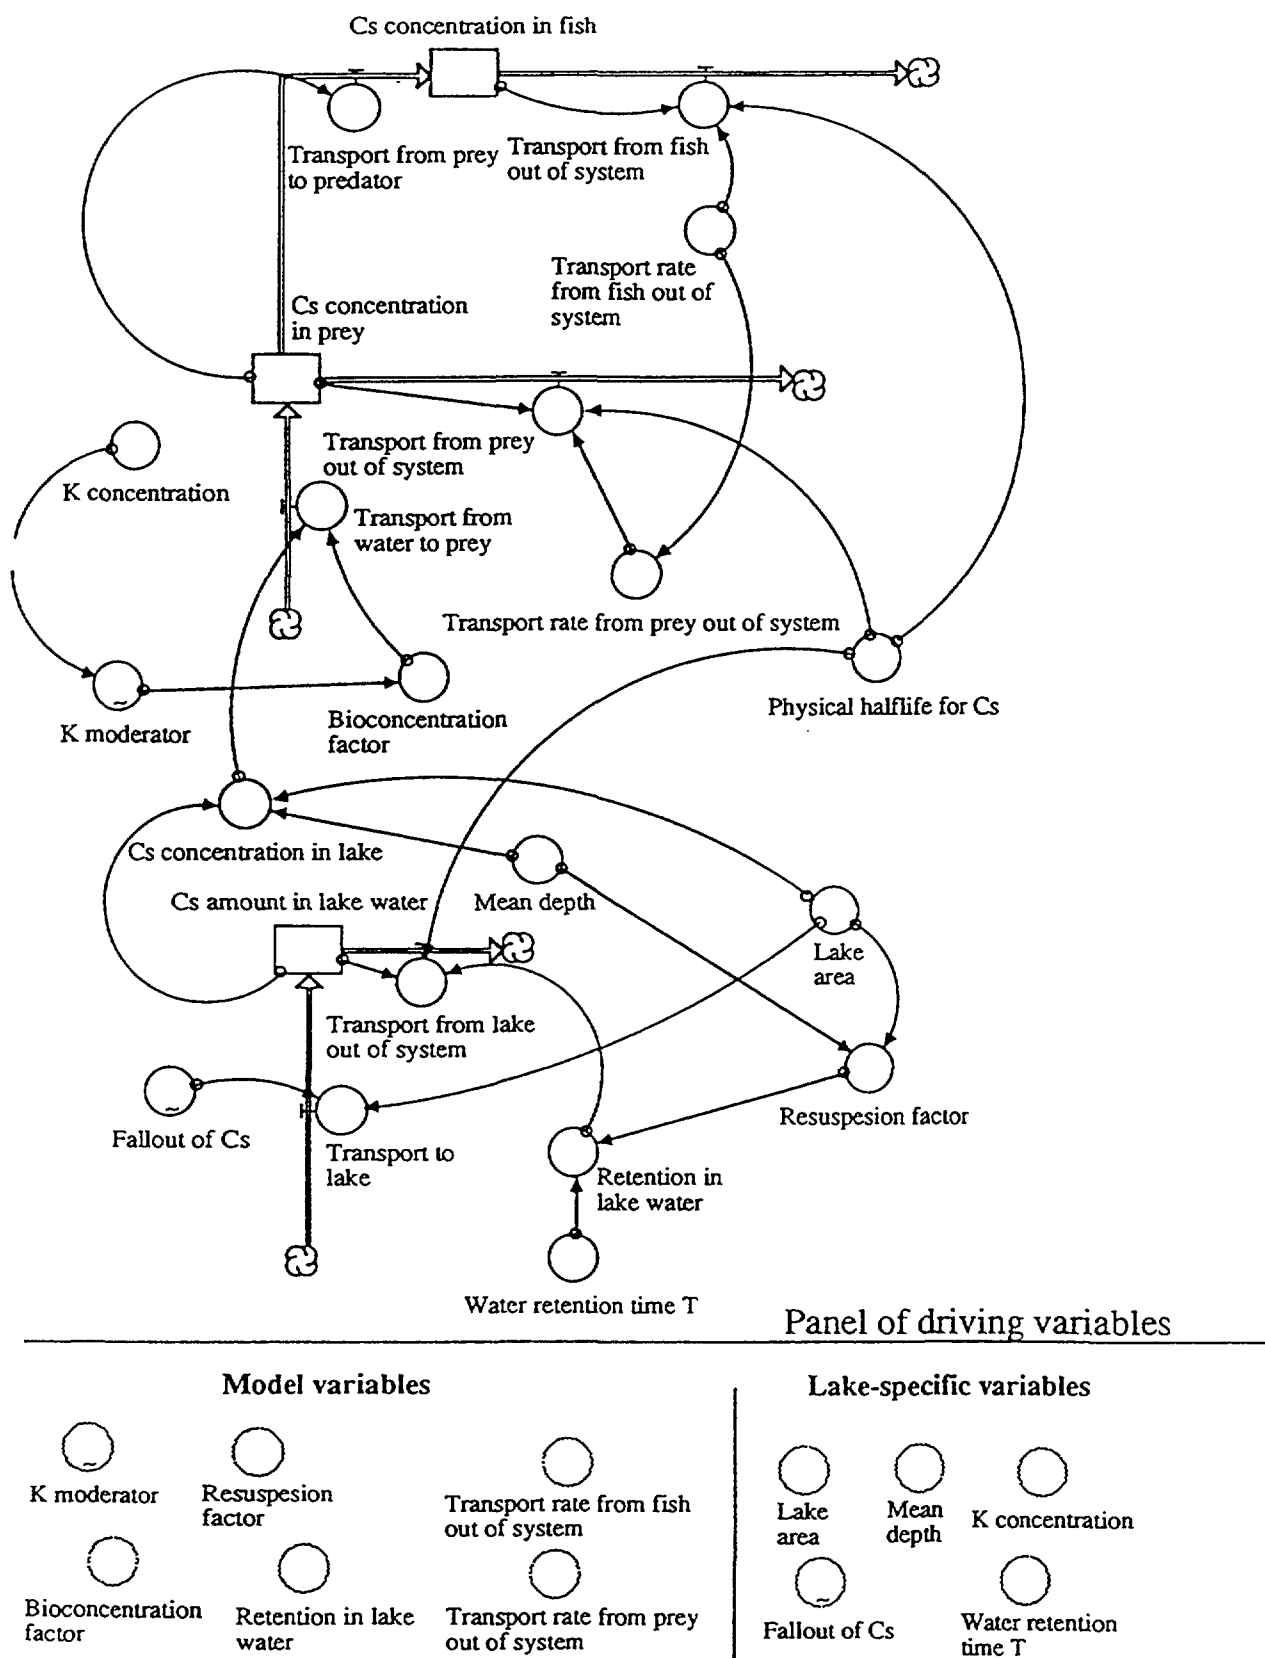 Cs concentration in fish
Transport from prey
to predator
Transport from fish
out of system
Transport rate
from fish out of
system
Cs concentration
in prey
Transport from prey
out of system
K concentration
Transport from
water to prey
Transport rate from prey out of system
K moderator
Bioconcentration
factor
Physical halflife for Cs
Cs concentration in lake
Cs amount in lake water
Mean depth
Lake
area
Transport from lake
out of system
Fallout of Cs
Transport to
lake
Resuspesion factor
Retention in
lake water
Water retention time T
Panel of driving variables
Model variables
Lake-specific variables
K moderator
Resuspesion
factor
Transport rate from fish
out of system
Lake
area
Mean
depth
K concentration
Bioconcentration
factor
Retention in lake
water
Transport rate from prey
out of system
Fallout of Cs
Water retention
time T